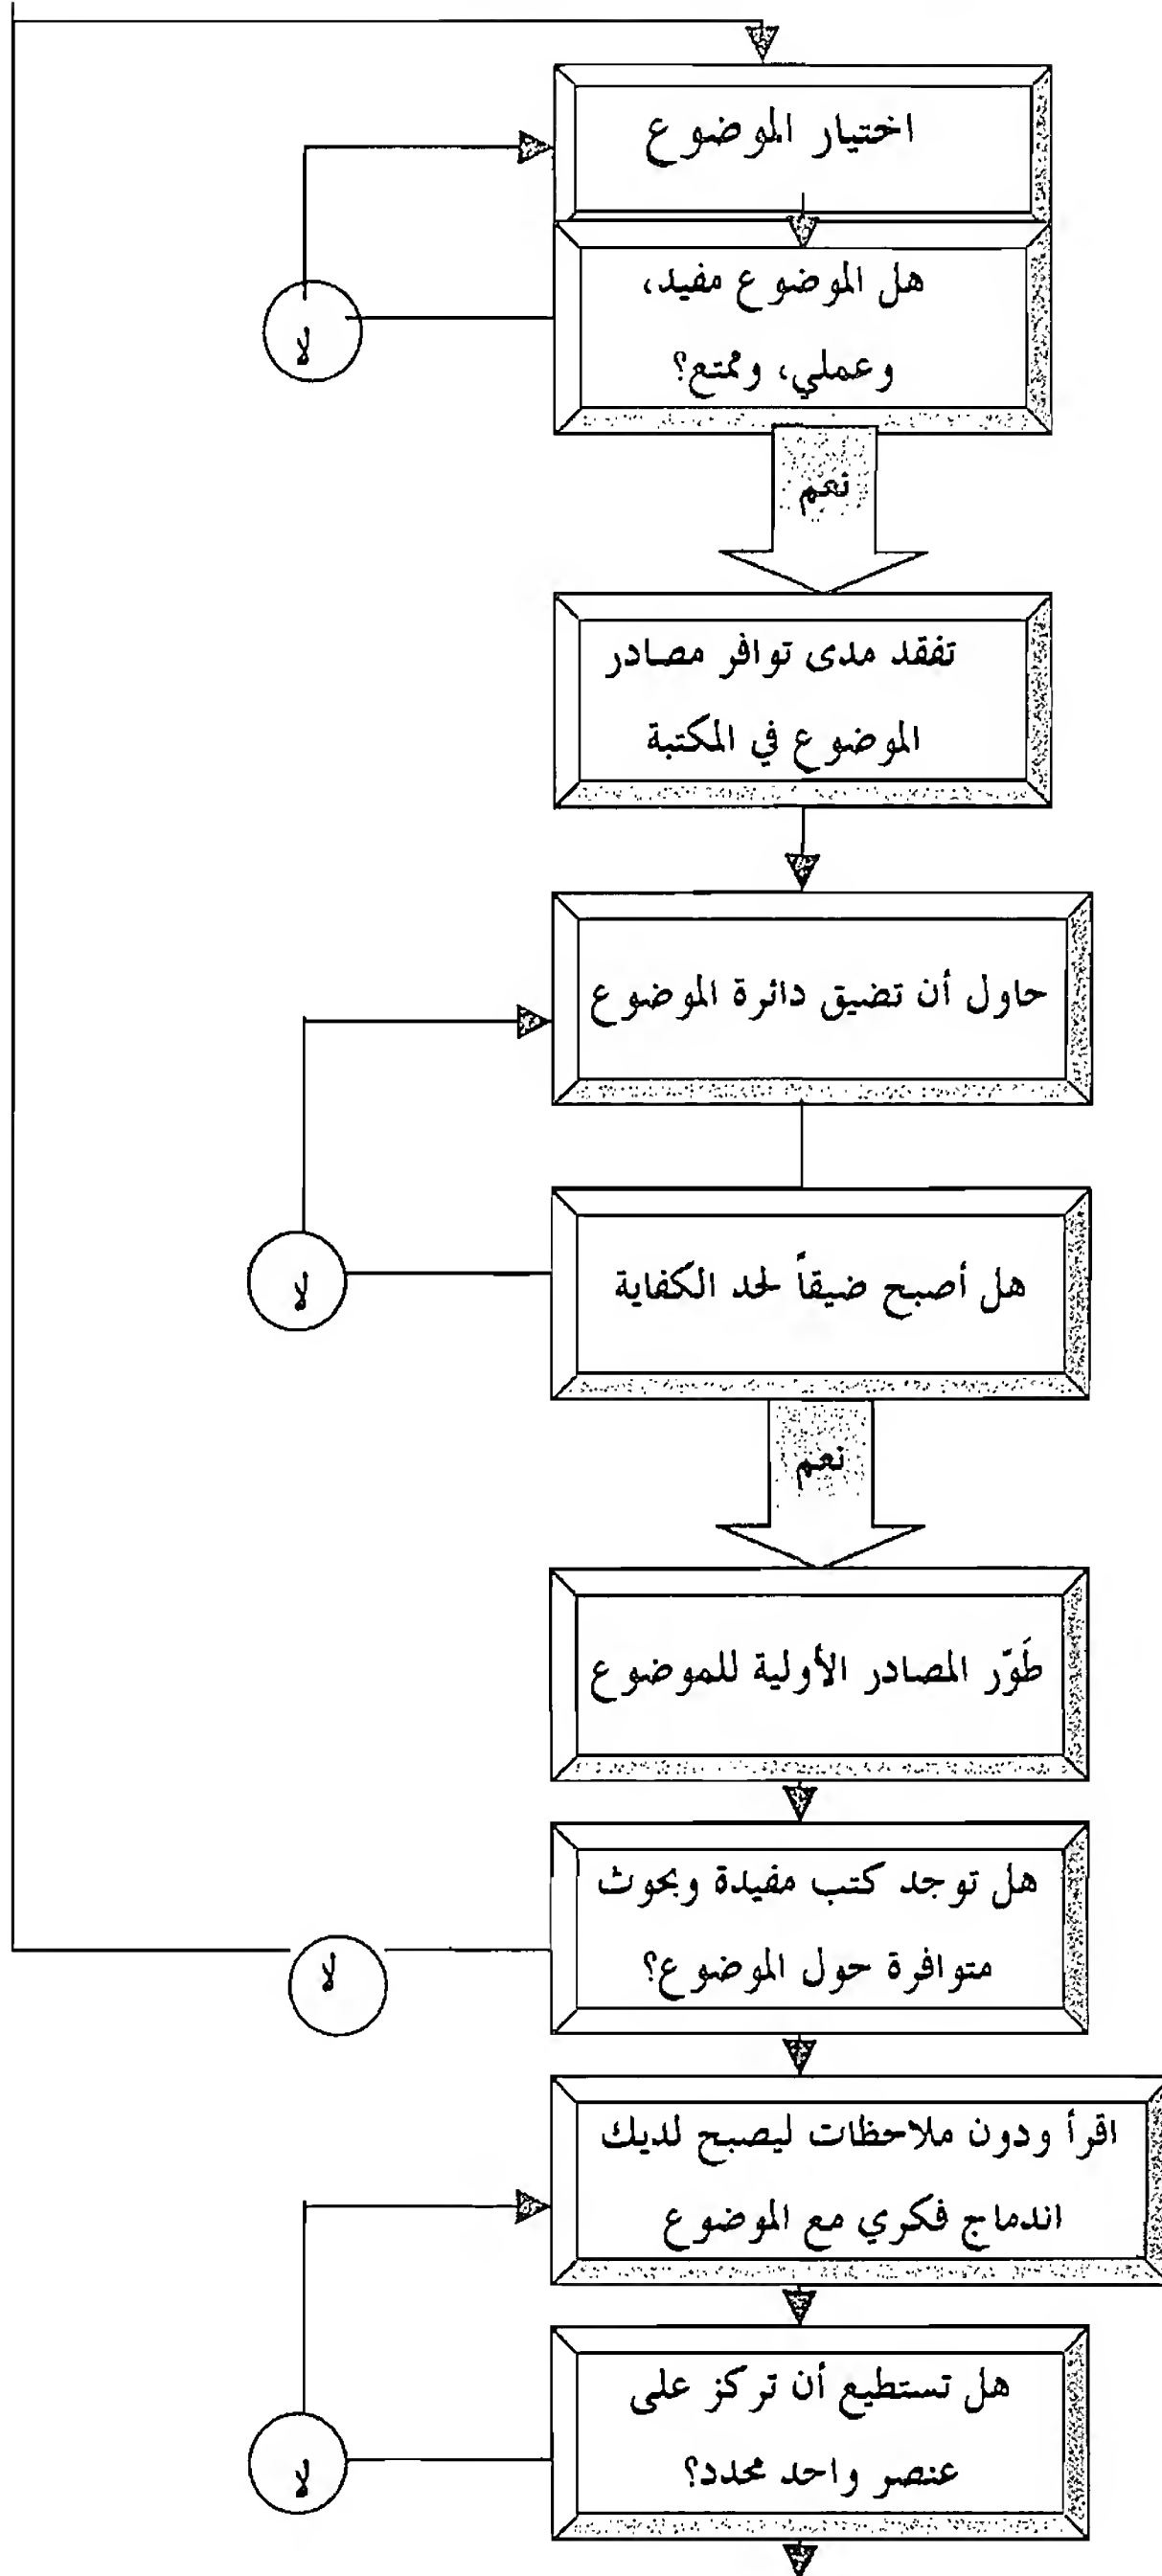 اختيار الموضوع
هل الموضوع مفيد،
وعملي، وممتع؟
لا
نعم
تفقد مدى توافر مصادر
الموضوع في المكتبة
حاول أن تضيق دائرة الموضوع
هل أصبح ضيقاً لحد الكفاية
لا
نعم
طَوّر المصادر الأولية للموضوع
هل توجد كتب مفيدة وبحوث
متوافرة حول الموضوع؟
لا
اقرأ ودون ملاحظات ليصبح لديك
اندماج فكري مع الموضوع
هل تستطيع أن تركز على
عنصر واحد محدد؟
لا